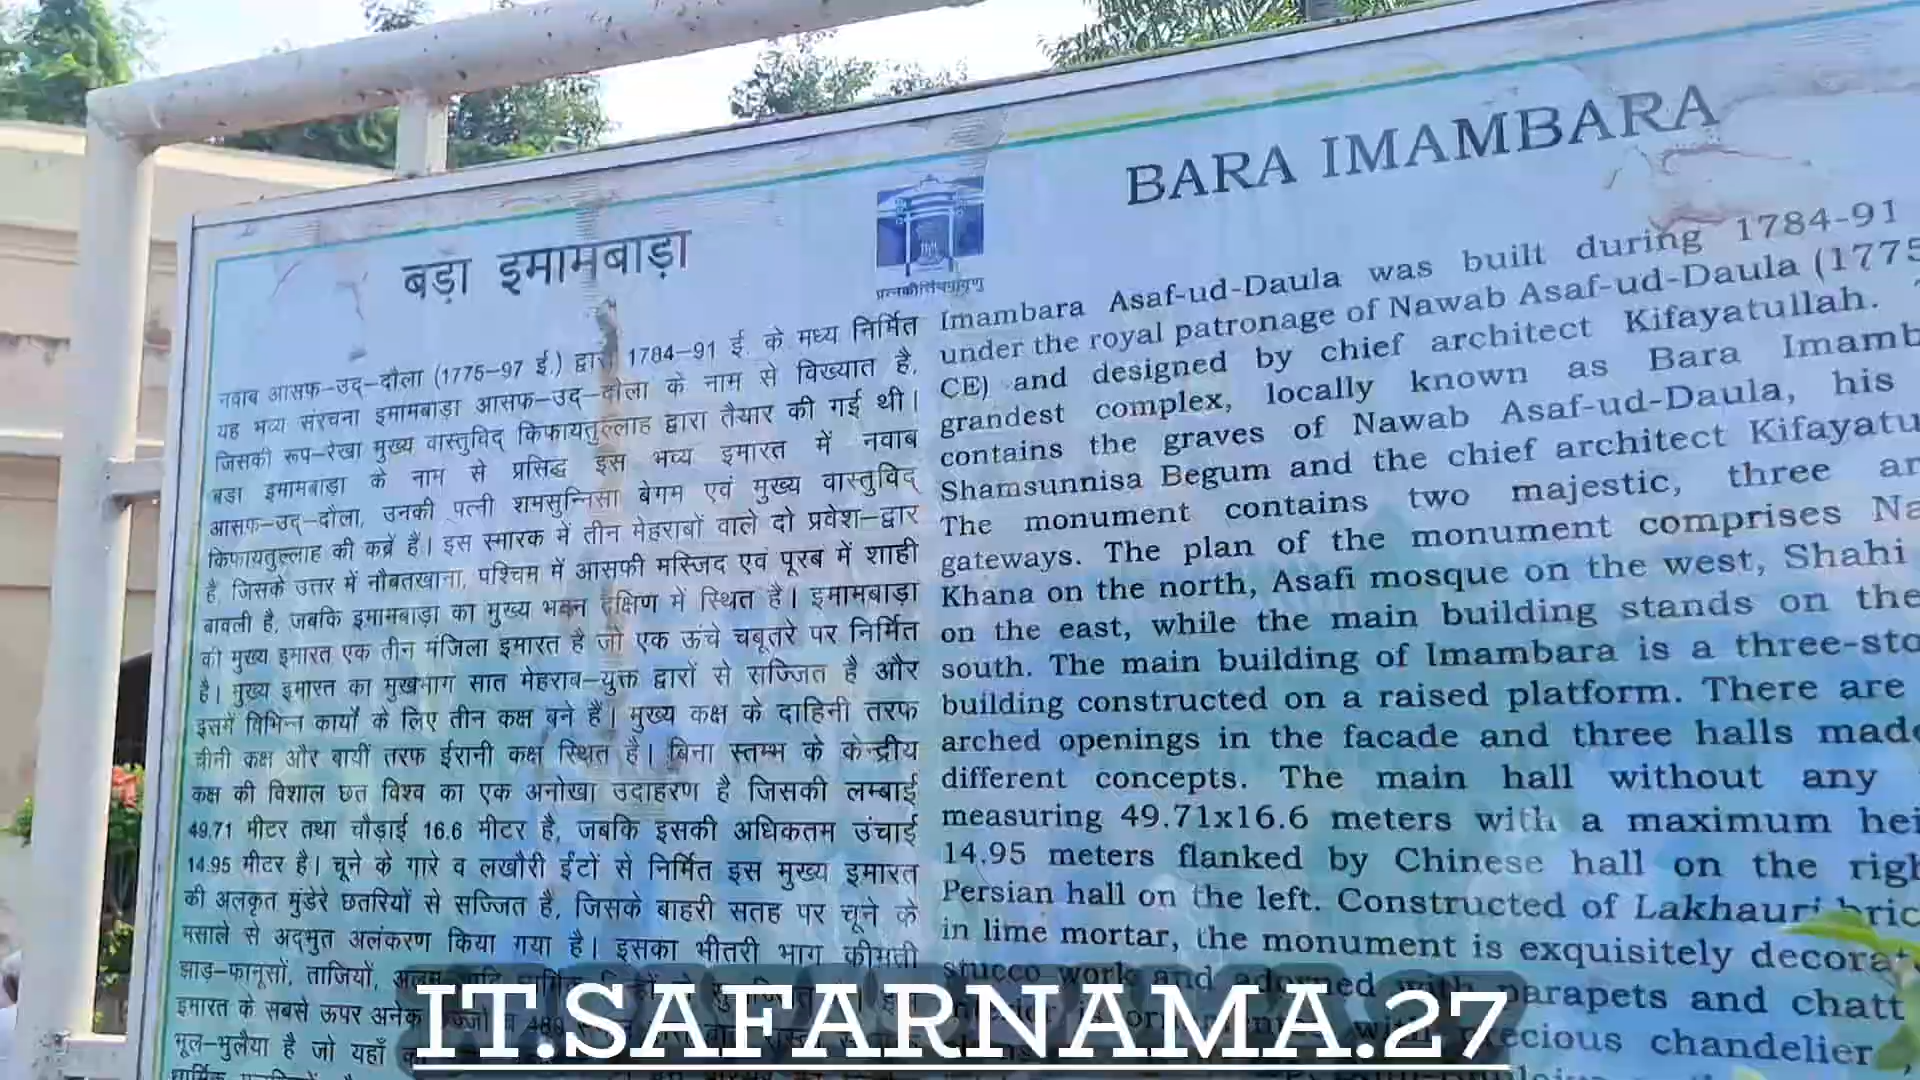 बड़ा इमामबाड़ा
नवाब आसफ–उद्–दौला (1775–97 ई.) द्वारा 1784–91 ई. के मध्य निर्मित
यह भव्य संरचना इमामबाड़ा आसफ–उद्–दौला के नाम से विख्यात है,
जिसकी रूप–रेखा मुख्य वास्तुविद् किफायतुल्लाह द्वारा तैयार की गई थी।
बड़ा इमामबाड़ा के नाम से प्रसिद्ध इस भव्य इमारत में नवाब
आसफ–उद्–दौला, उनकी पत्नी शमसुन्निसा बेगम एवं मुख्य वास्तुविद्
किफायतुल्लाह की कब्रें हैं। इस स्मारक में तीन मेहराबों वाले दो प्रवेश–द्वार
हैं, जिसके उत्तर में नौबतखाना, पश्चिम में आसफी मस्जिद एवं पूरब में शाही
बावली है, जबकि इमामबाड़ा का मुख्य भवन दक्षिण में स्थित है। इमामबाड़ा
की मुख्य इमारत एक तीन मंजिला इमारत है जो एक ऊंचे चबूतरे पर निर्मित
है। मुख्य इमारत का मुखभाग सात मेहराब–युक्त द्वारों से सज्जित है और
इसमें विभिन्न कार्यों के लिए तीन कक्ष बने हैं। मुख्य कक्ष के दाहिनी तरफ
चीनी कक्ष और बायीं तरफ ईरानी कक्ष स्थित है। बिना स्तम्भ के केन्द्रीय
कक्ष की विशाल छत विश्व का एक अनोखा उदाहरण है जिसकी लम्बाई
49.71 मीटर तथा चौड़ाई 16.6 मीटर है, जबकि इसकी अधिकतम उंचाई
14.95 मीटर है। चूने के गारे व लखौरी ईंटों से निर्मित इस मुख्य इमारत
की अलंकृत मुंडेरे छतरियों से सज्जित है, जिसके बाहरी सतह पर चूने के
मसाले से अद्भुत अलंकरण किया गया है। इसका भीतरी भाग कीमती
झाड़–फानूसों, ताजियों,
इमारत के सबसे ऊपर अनेक
भूल–भुलैया है जो यहाँ
BARA IMAMBARA
Imambara Asaf-ud-Daula was built during 1784-91
under the royal patronage of Nawab Asaf-ud-Daula (1775
CE) and designed by chief architect Kifayatullah.
grandest complex, locally known as Bara Imamb
contains the graves of Nawab Asaf-ud-Daula, his
Shamsunnisa Begum and the chief architect Kifayatu
The monument contains two majestic, three ar
gateways. The plan of the monument comprises Na
Khana on the north, Asafi mosque on the west, Shahi
on the east, while the main building stands on the
south. The main building of Imambara is a three-sto
building constructed on a raised platform. There are
arched openings in the facade and three halls made
different concepts. The main hall without any
measuring 49.71x16.6 meters with a maximum hei
14.95 meters flanked by Chinese hall on the righ
Persian hall on the left. Constructed of Lakhauri bric
in lime mortar, the monument is exquisitely decorat
stucco work and adorned with parapets and chatt
with precious chandelier
IT.SAFARNAMA.27